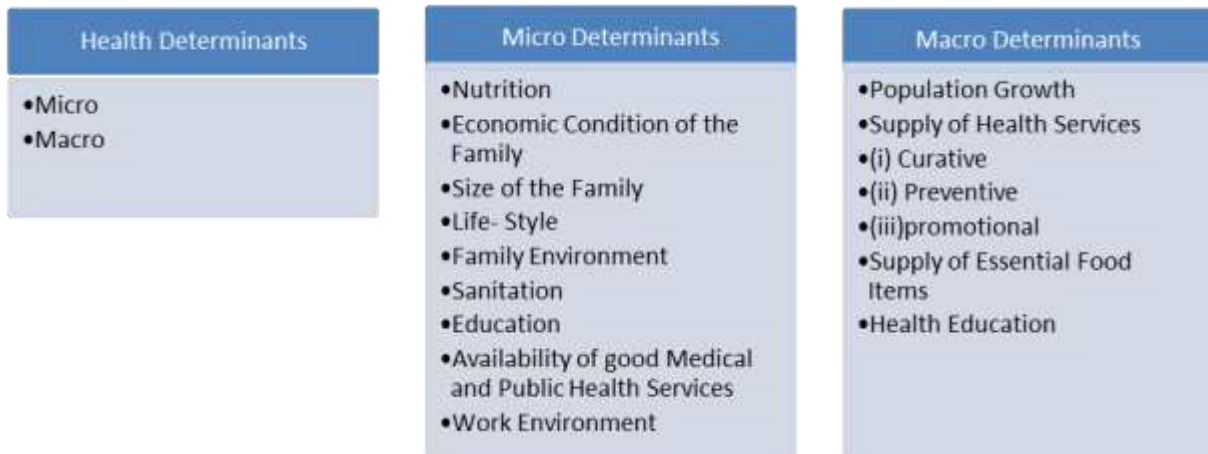 Health Determinants
•Micro
•Macro
Micro Determinants
•Nutrition
•Economic Condition of the
Family
•Size of the Family
•Life- Style
•Family Environment
•Sanitation
•Education
•Availability of good Medical
and Public Health Services
•Work Environment
Macro Determinants
•Population Growth
•Supply of Health Services
•(i) Curative
•(ii) Preventive
•(iii)promotional
•Supply of Essential Food
Items
•Health Education